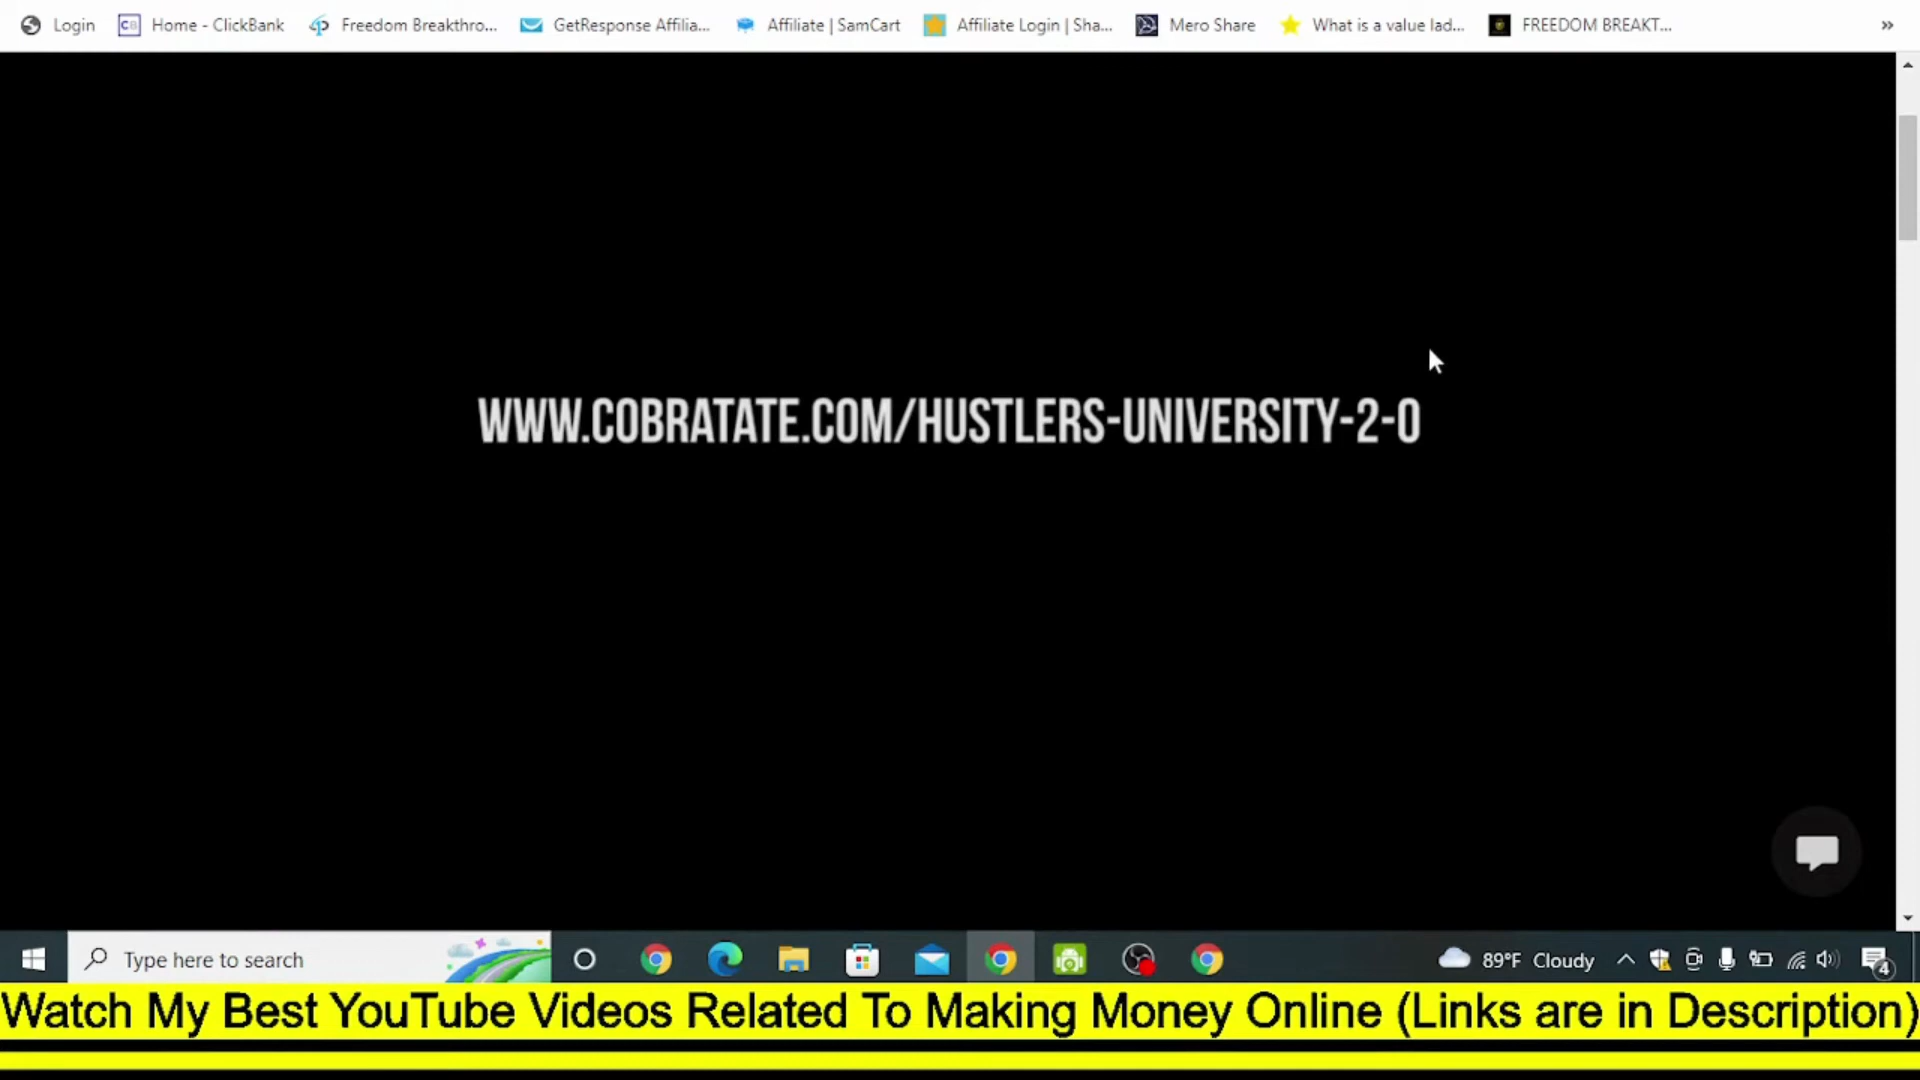 Login CB Home - ClickBank Freedom Breakthro... GetResponse Affilia... Affiliate | SamCart Affiliate Login | Sha... Mero Share What is a value lad... FREEDOM BREAKT... »
WWW.COBRATATE.COM/HUSTLERS-UNIVERSITY-2-0
Type here to search 89°F Cloudy 4
Watch My Best YouTube Videos Related To Making Money Online (Links are in Description)